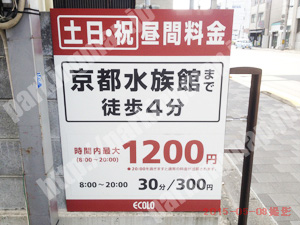 土日・祝 昼間料金
京都水族館まで
徒歩4分
時間内最大
(8:00~20:00)
1200円
8:00~20:00 30分/300円
ECOLO